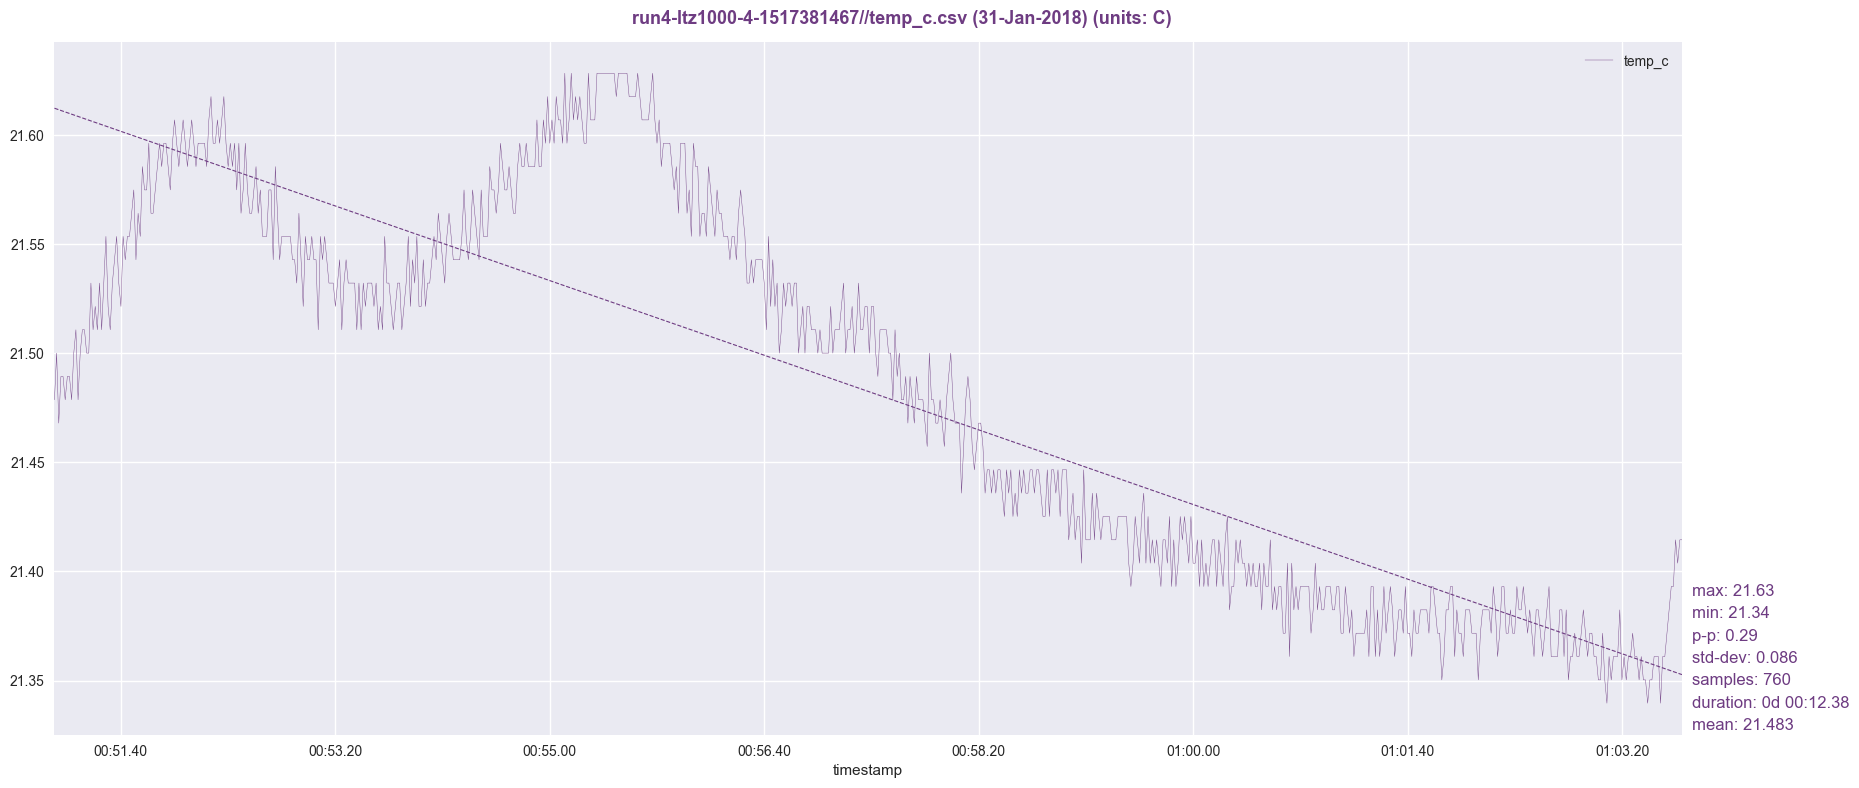 run4-ltz1000-4-1517381467//temp_c.csv (31-Jan-2018) (units: C)
temp_c
21.60
21.55
21.50
21.45
21.40
21.35
max: 21.63
min: 21.34
p-p: 0.29
std-dev: 0.086
samples: 760
duration: 0d 00:12.38
mean: 21.483
00:51.40 00:53.20 00:55.00 00:56.40 00:58.20 01:00.00 01:01.40 01:03.20
timestamp